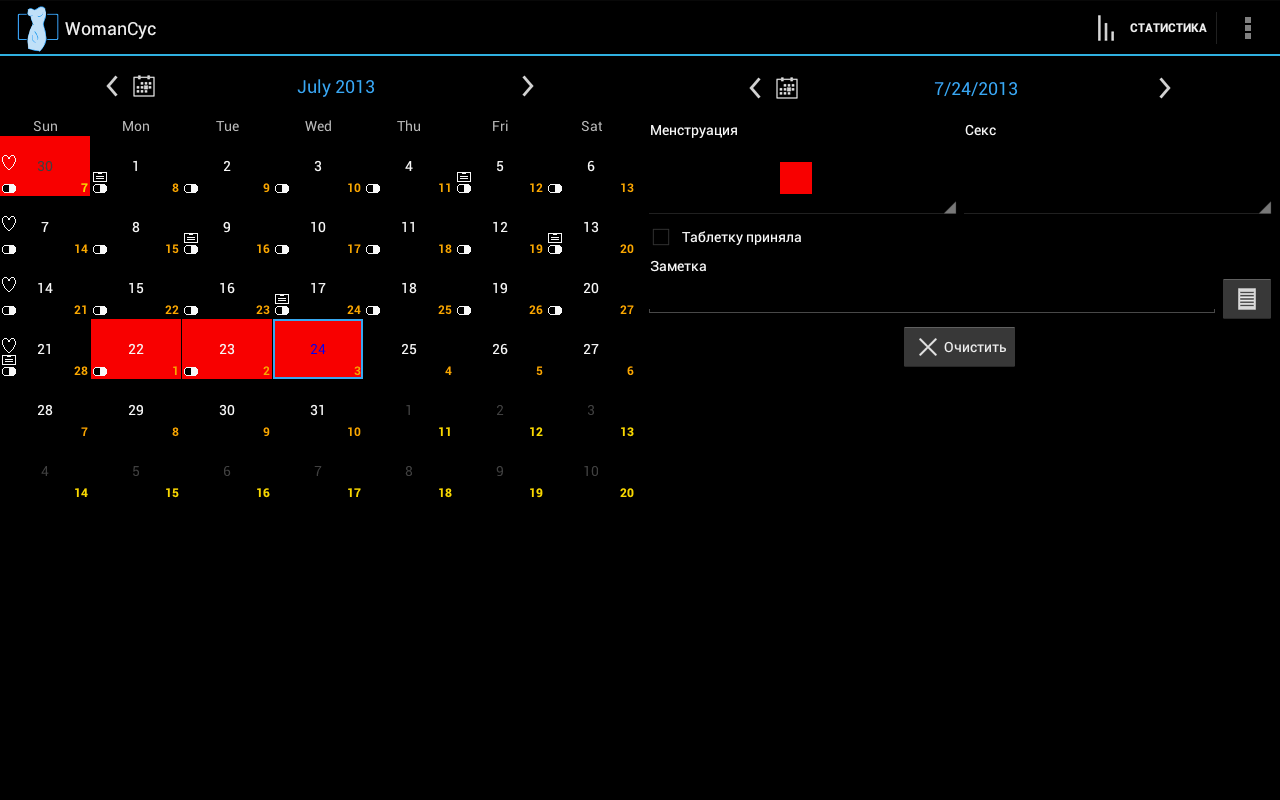 WomanCyc
СТАТИСТИКА
July 2013
Sun Mon Tue Wed Thu Fri Sat
30 1 2 3 4 5 6
7 8 9 10 11 12 13
7 8 9 10 11 12 13
14 15 16 17 18 19 20
14 15 16 17 18 19 20
21 22 23 24 25 26 27
21 22 23 24 25 26 27
28 1 2 3 4 5 6
28 29 30 31 1 2 3
7 8 9 10 11 12 13
4 5 6 7 8 9 10
14 15 16 17 18 19 20
7/24/2013
Менструация
Секс
Таблетку приняла
Заметка
Очистить